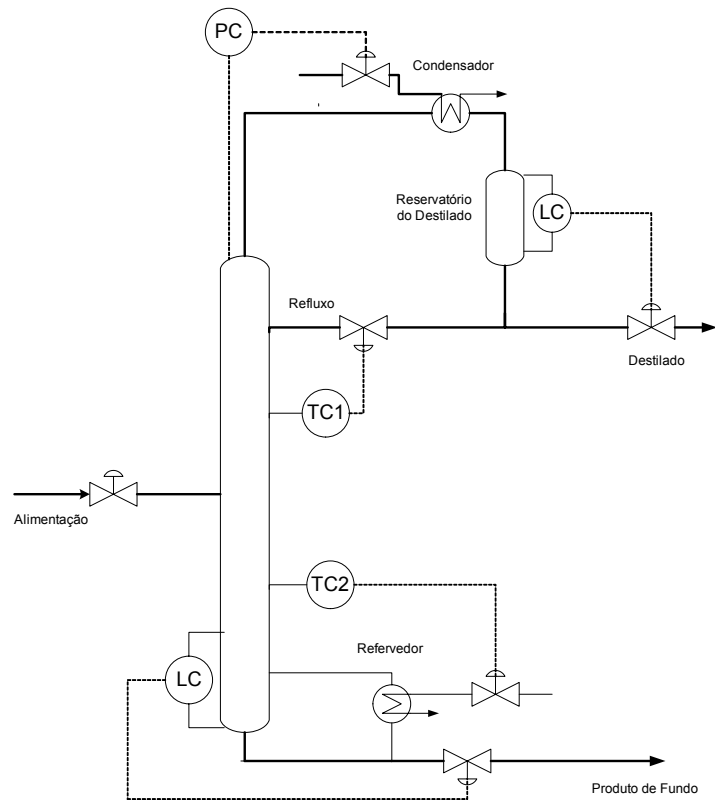 PC
Condensador
Reservatório
do Destilado
LC
Refluxo
Destilado
TC1
Alimentação
TC2
Refervedor
LC
Produto de Fundo